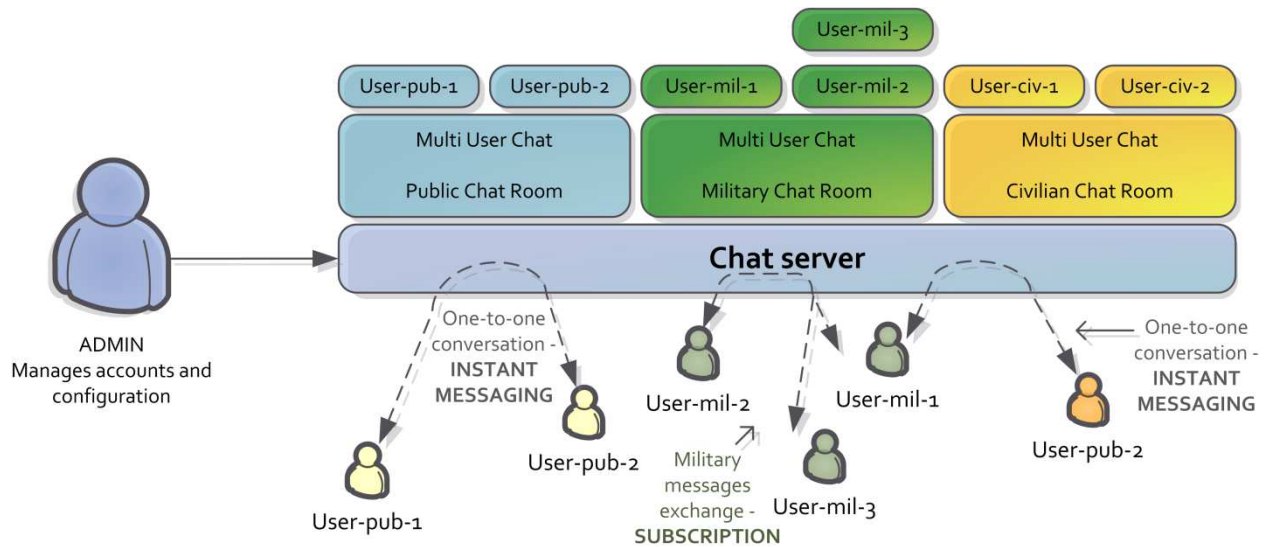 User-mil-3
User-pub-1
User-pub-2
User-mil-1
User-mil-2
User-civ-1
User-civ-2
Multi User Chat
Public Chat Room
Multi User Chat
Military Chat Room
Multi User Chat
Civilian Chat Room
Chat server
ADMIN
Manages accounts and
configuration
One-to-one
conversation -
INSTANT
MESSAGING
User-pub-1
User-pub-2
User-mil-2
Military
messages
exchange -
SUBSCRIPTION
User-mil-3
User-mil-1
User-pub-2
One-to-one
conversation -
INSTANT
MESSAGING